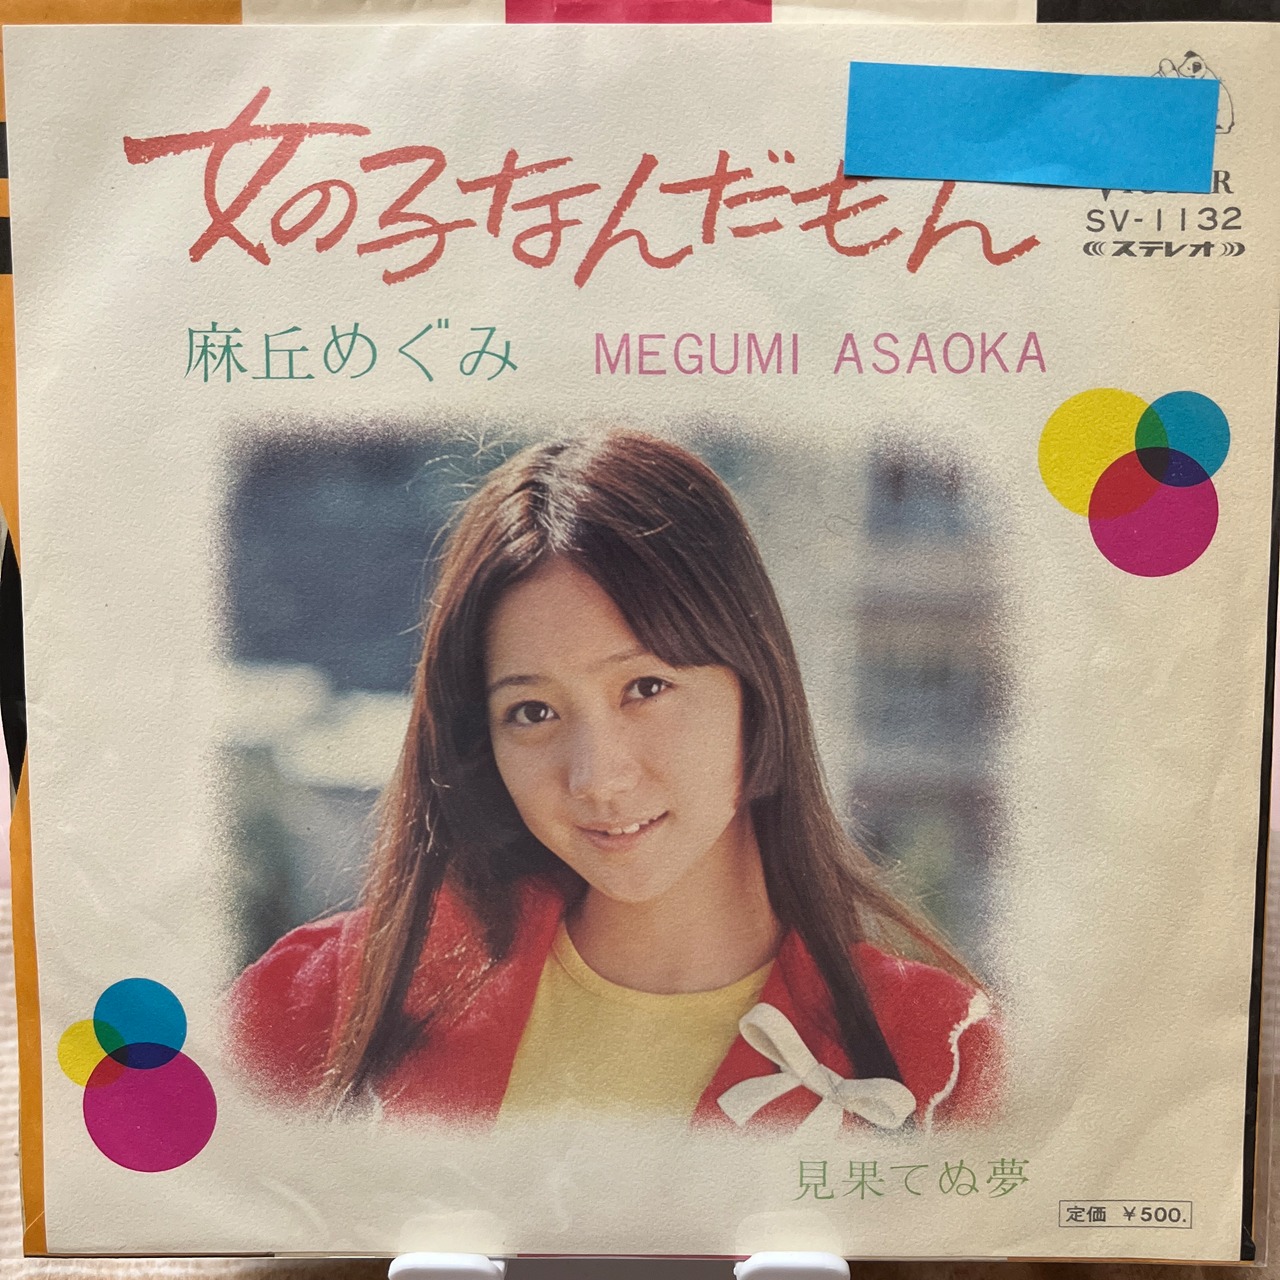 女の子なんだもん
SV-1132
ステレオ
麻丘めぐみ MEGUMI ASAOKA
見果てぬ夢
定価 ¥500.